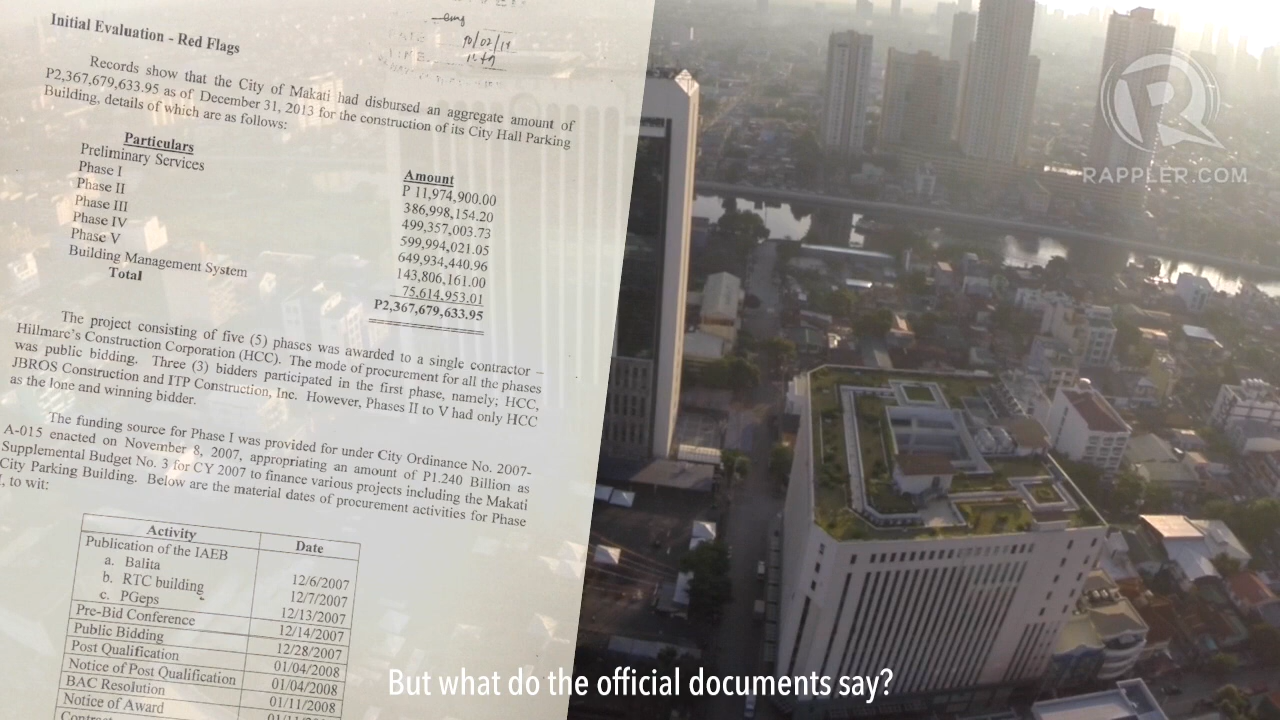 Initial Evaluation - Red Flags
Records show that the City of Makati had disbursed an aggregate amount of
P2,367,679,633.95 as of December 31, 2013 for the construction of its City Hall Parking
Building, details of which are as follows:
Particulars Amount
Preliminary Services P 11,974,900.00
Phase I 386,998,154.20
Phase II 499,357,003.73
Phase III 599,994,021.05
Phase IV 649,934,440.96
Phase V 143,806,161.00
Building Management System 75,614,953.01
Total P2,367,679,633.95
The project consisting of five (5) phases was awarded to a single contractor –
Hillmarc's Construction Corporation (HCC). The mode of procurement for all the phases
was public bidding. Three (3) bidders participated in the first phase, namely; HCC,
JBROS Construction and ITP Construction, Inc. However, Phases II to V had only HCC
as the lone and winning bidder.
The funding source for Phase I was provided for under City Ordinance No. 2007-
A-015 enacted on November 8, 2007, appropriating an amount of P1.240 Billion as
Supplemental Budget No. 3 for CY 2007 to finance various projects including the Makati
City Parking Building. Below are the material dates of procurement activities for Phase
I, to wit:
Activity Date
Publication of the IAEB
a. Balita 12/6/2007
b. RTC building 12/7/2007
c. PGeps 12/13/2007
Pre-Bid Conference 12/14/2007
Public Bidding 12/28/2007
Post Qualification 01/04/2008
Notice of Post Qualification 01/04/2008
BAC Resolution 01/11/2008
Notice of Award
RAPPLER.COM
But what do the official documents say?